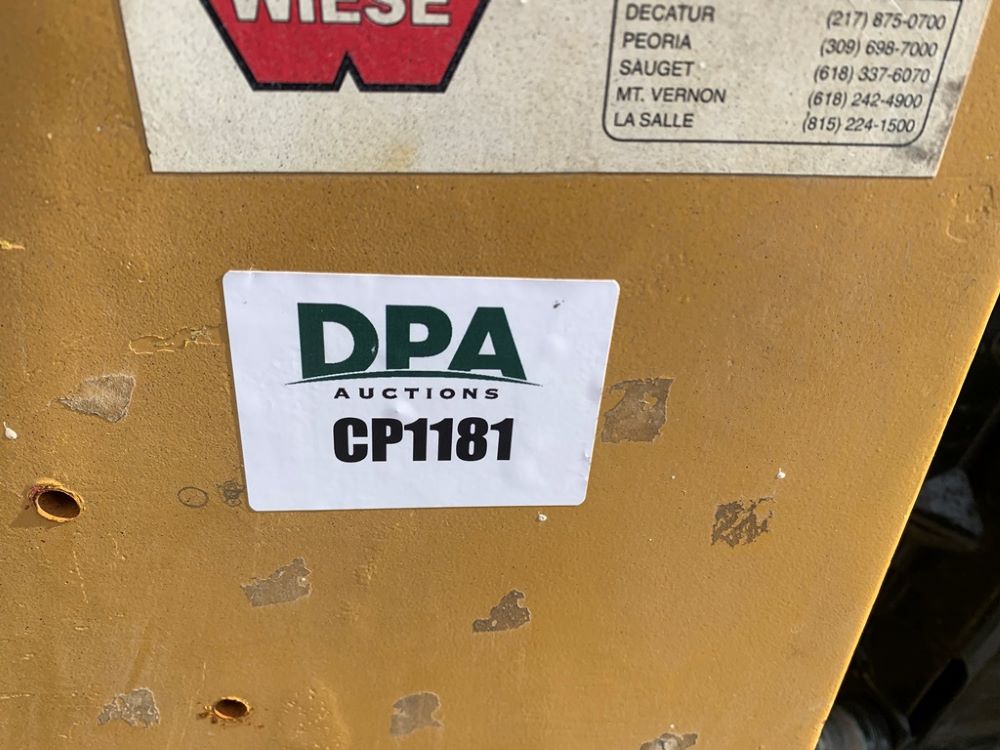 WIESE
DECATUR (217) 875-0700
PEORIA (309) 698-7000
SAUGET (618) 337-6070
MT. VERNON (618) 242-4900
LA SALLE (815) 224-1500
DPA
AUCTIONS
CP1181